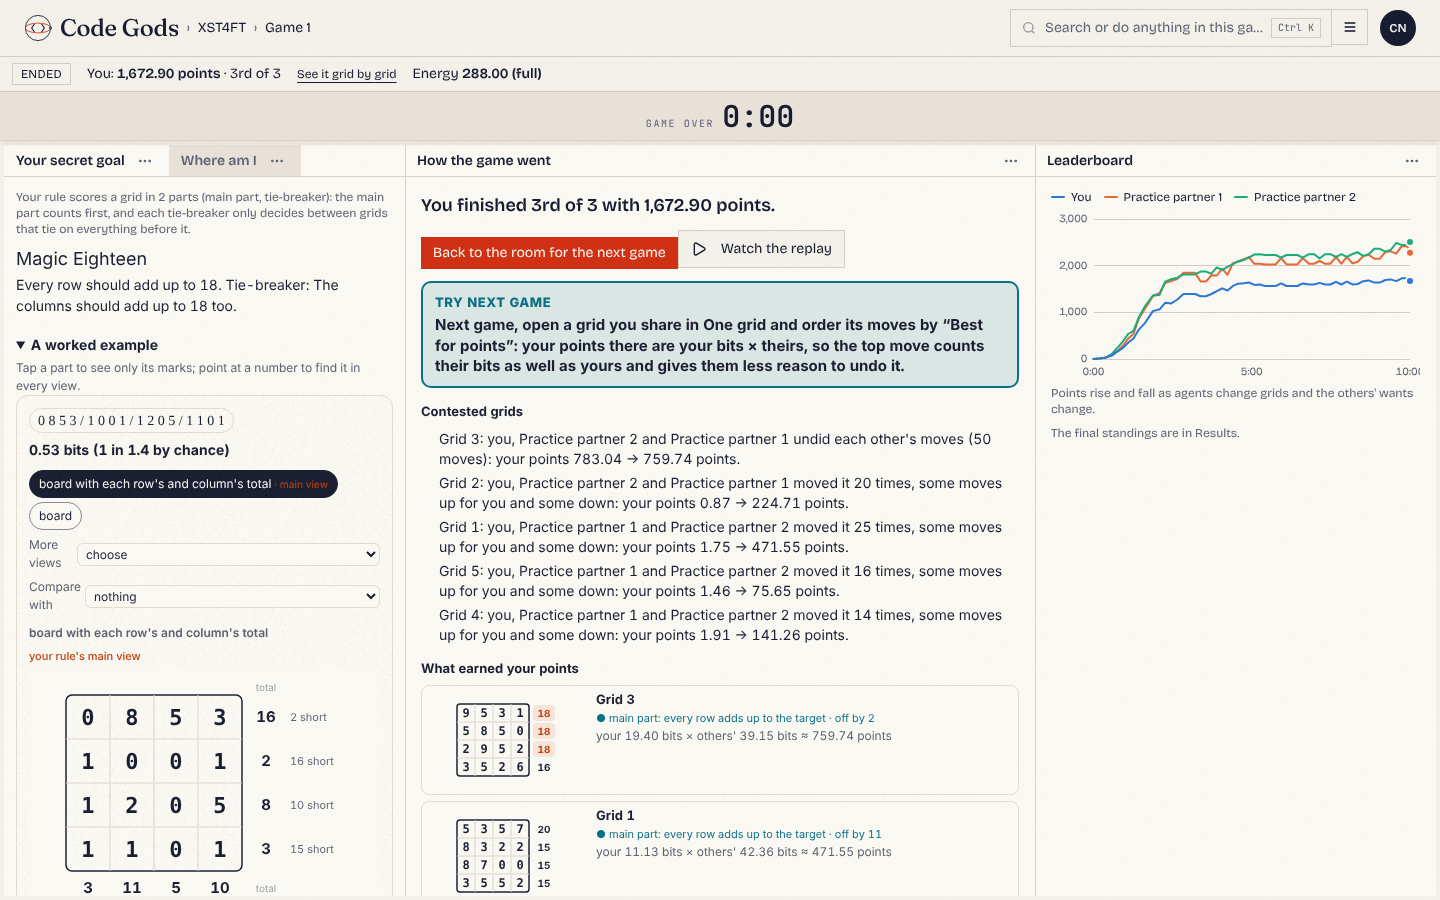 Code Gods › XST4FT › Game 1
Search or do anything in this ga... Ctrl K
CN
ENDED
You: 1,672.90 points · 3rd of 3
See it grid by grid
Energy 288.00 (full)
GAME OVER 0:00
Your secret goal ···
Where am I ···
Your rule scores a grid in 2 parts (main part, tie-breaker): the main
part counts first, and each tie-breaker only decides between grids
that tie on everything before it.
Magic Eighteen
Every row should add up to 18. Tie-breaker: The
columns should add up to 18 too.
▼ A worked example
Tap a part to see only its marks; point at a number to find it in
every view.
0853/1001/1205/1101
0.53 bits (1 in 1.4 by chance)
board with each row's and column's total · main view
board
More
views
choose
Compare
with
nothing
board with each row's and column's total
your rule's main view
total
0 8 5 3 16 2 short
1 0 0 1 2 16 short
1 2 0 5 8 10 short
1 1 0 1 3 15 short
3 11 5 10 total
How the game went ···
You finished 3rd of 3 with 1,672.90 points.
Back to the room for the next game
Watch the replay
TRY NEXT GAME
Next game, open a grid you share in One grid and order its moves by “Best
for points”: your points there are your bits × theirs, so the top move counts
their bits as well as yours and gives them less reason to undo it.
Contested grids
Grid 3: you, Practice partner 2 and Practice partner 1 undid each other's moves (50
moves): your points 783.04 → 759.74 points.
Grid 2: you, Practice partner 2 and Practice partner 1 moved it 20 times, some moves
up for you and some down: your points 0.87 → 224.71 points.
Grid 1: you, Practice partner 1 and Practice partner 2 moved it 25 times, some moves
up for you and some down: your points 1.75 → 471.55 points.
Grid 5: you, Practice partner 1 and Practice partner 2 moved it 16 times, some moves
up for you and some down: your points 1.46 → 75.65 points.
Grid 4: you, Practice partner 1 and Practice partner 2 moved it 14 times, some moves
up for you and some down: your points 1.91 → 141.26 points.
What earned your points
9 5 3 1 18
5 8 5 0 18
2 9 5 2 18
3 5 2 6 16
Grid 3
main part: every row adds up to the target · off by 2
your 19.40 bits × others' 39.15 bits ≈ 759.74 points
5 3 5 7 20
8 3 2 2 15
8 7 0 0 15
3 5 5 2 15
Grid 1
main part: every row adds up to the target · off by 11
your 11.13 bits × others' 42.36 bits ≈ 471.55 points
Leaderboard ···
You
Practice partner 1
Practice partner 2
3,000
2,000
1,000
0
0:00
5:00
10:00
Points rise and fall as agents change grids and the others' wants
change.
The final standings are in Results.